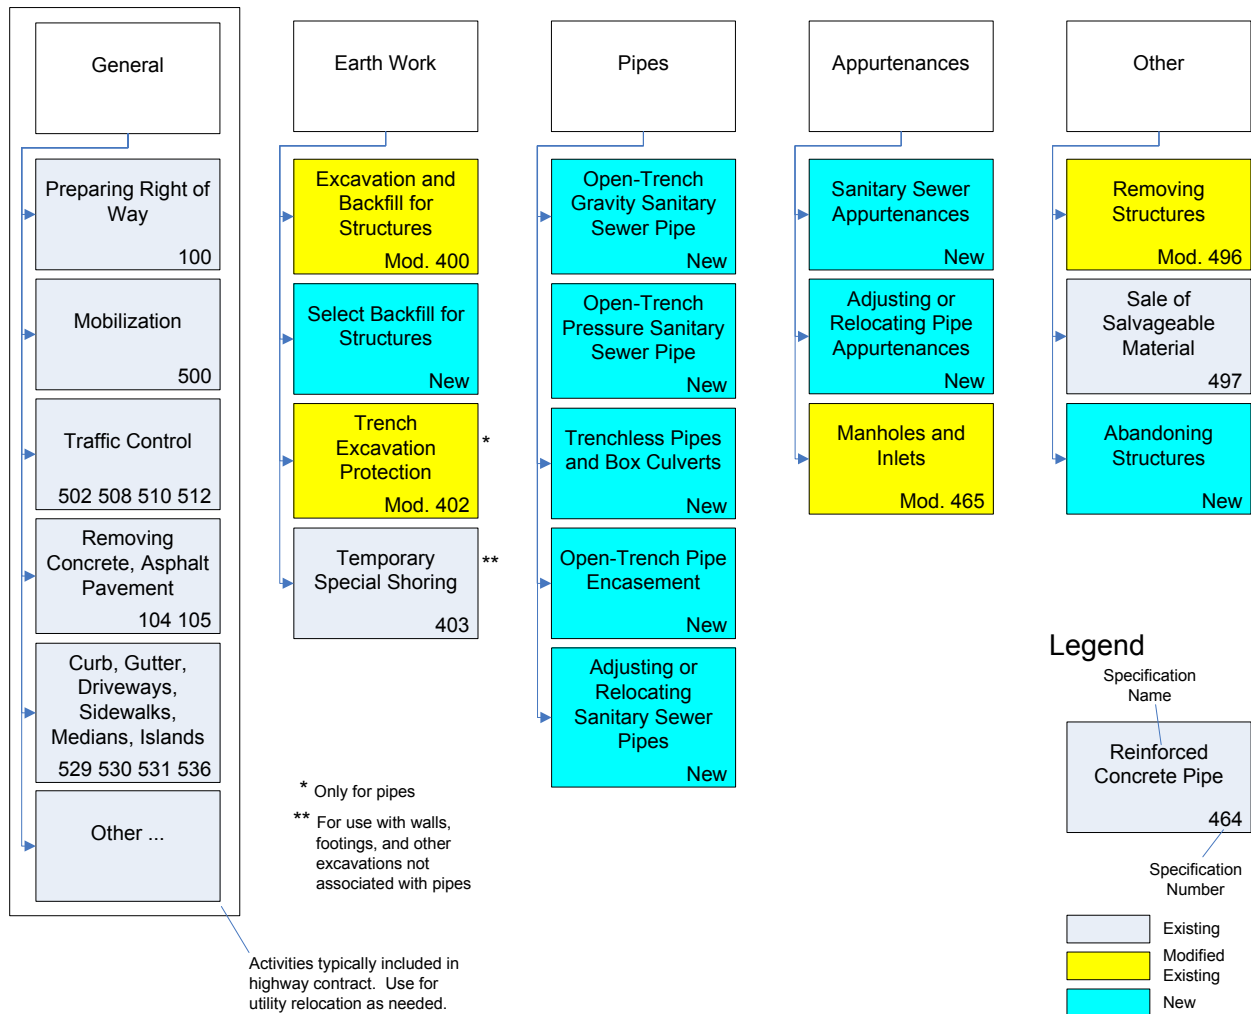 General
Preparing Right of
Way
100
Mobilization
500
Traffic Control
502 508 510 512
Removing
Concrete, Asphalt
Pavement
104 105
Curb, Gutter,
Driveways,
Sidewalks,
Medians, Islands
529 530 531 536
Other ...
Activities typically included in
highway contract. Use for
utility relocation as needed.
Earth Work
Excavation and
Backfill for
Structures
Mod. 400
Select Backfill for
Structures
New
Trench
Excavation
Protection
Mod. 402
*
Temporary
Special Shoring
403
**
* Only for pipes
** For use with walls,
footings, and other
excavations not
associated with pipes
Pipes
Open-Trench
Gravity Sanitary
Sewer Pipe
New
Open-Trench
Pressure Sanitary
Sewer Pipe
New
Trenchless Pipes
and Box Culverts
New
Open-Trench Pipe
Encasement
New
Adjusting or
Relocating
Sanitary Sewer
Pipes
New
Appurtenances
Sanitary Sewer
Appurtenances
New
Adjusting or
Relocating Pipe
Appurtenances
New
Manholes and
Inlets
Mod. 465
Other
Removing
Structures
Mod. 496
Sale of
Salvageable
Material
497
Abandoning
Structures
New
Legend
Specification
Name
Reinforced
Concrete Pipe
464
Specification
Number
Existing
Modified
Existing
New